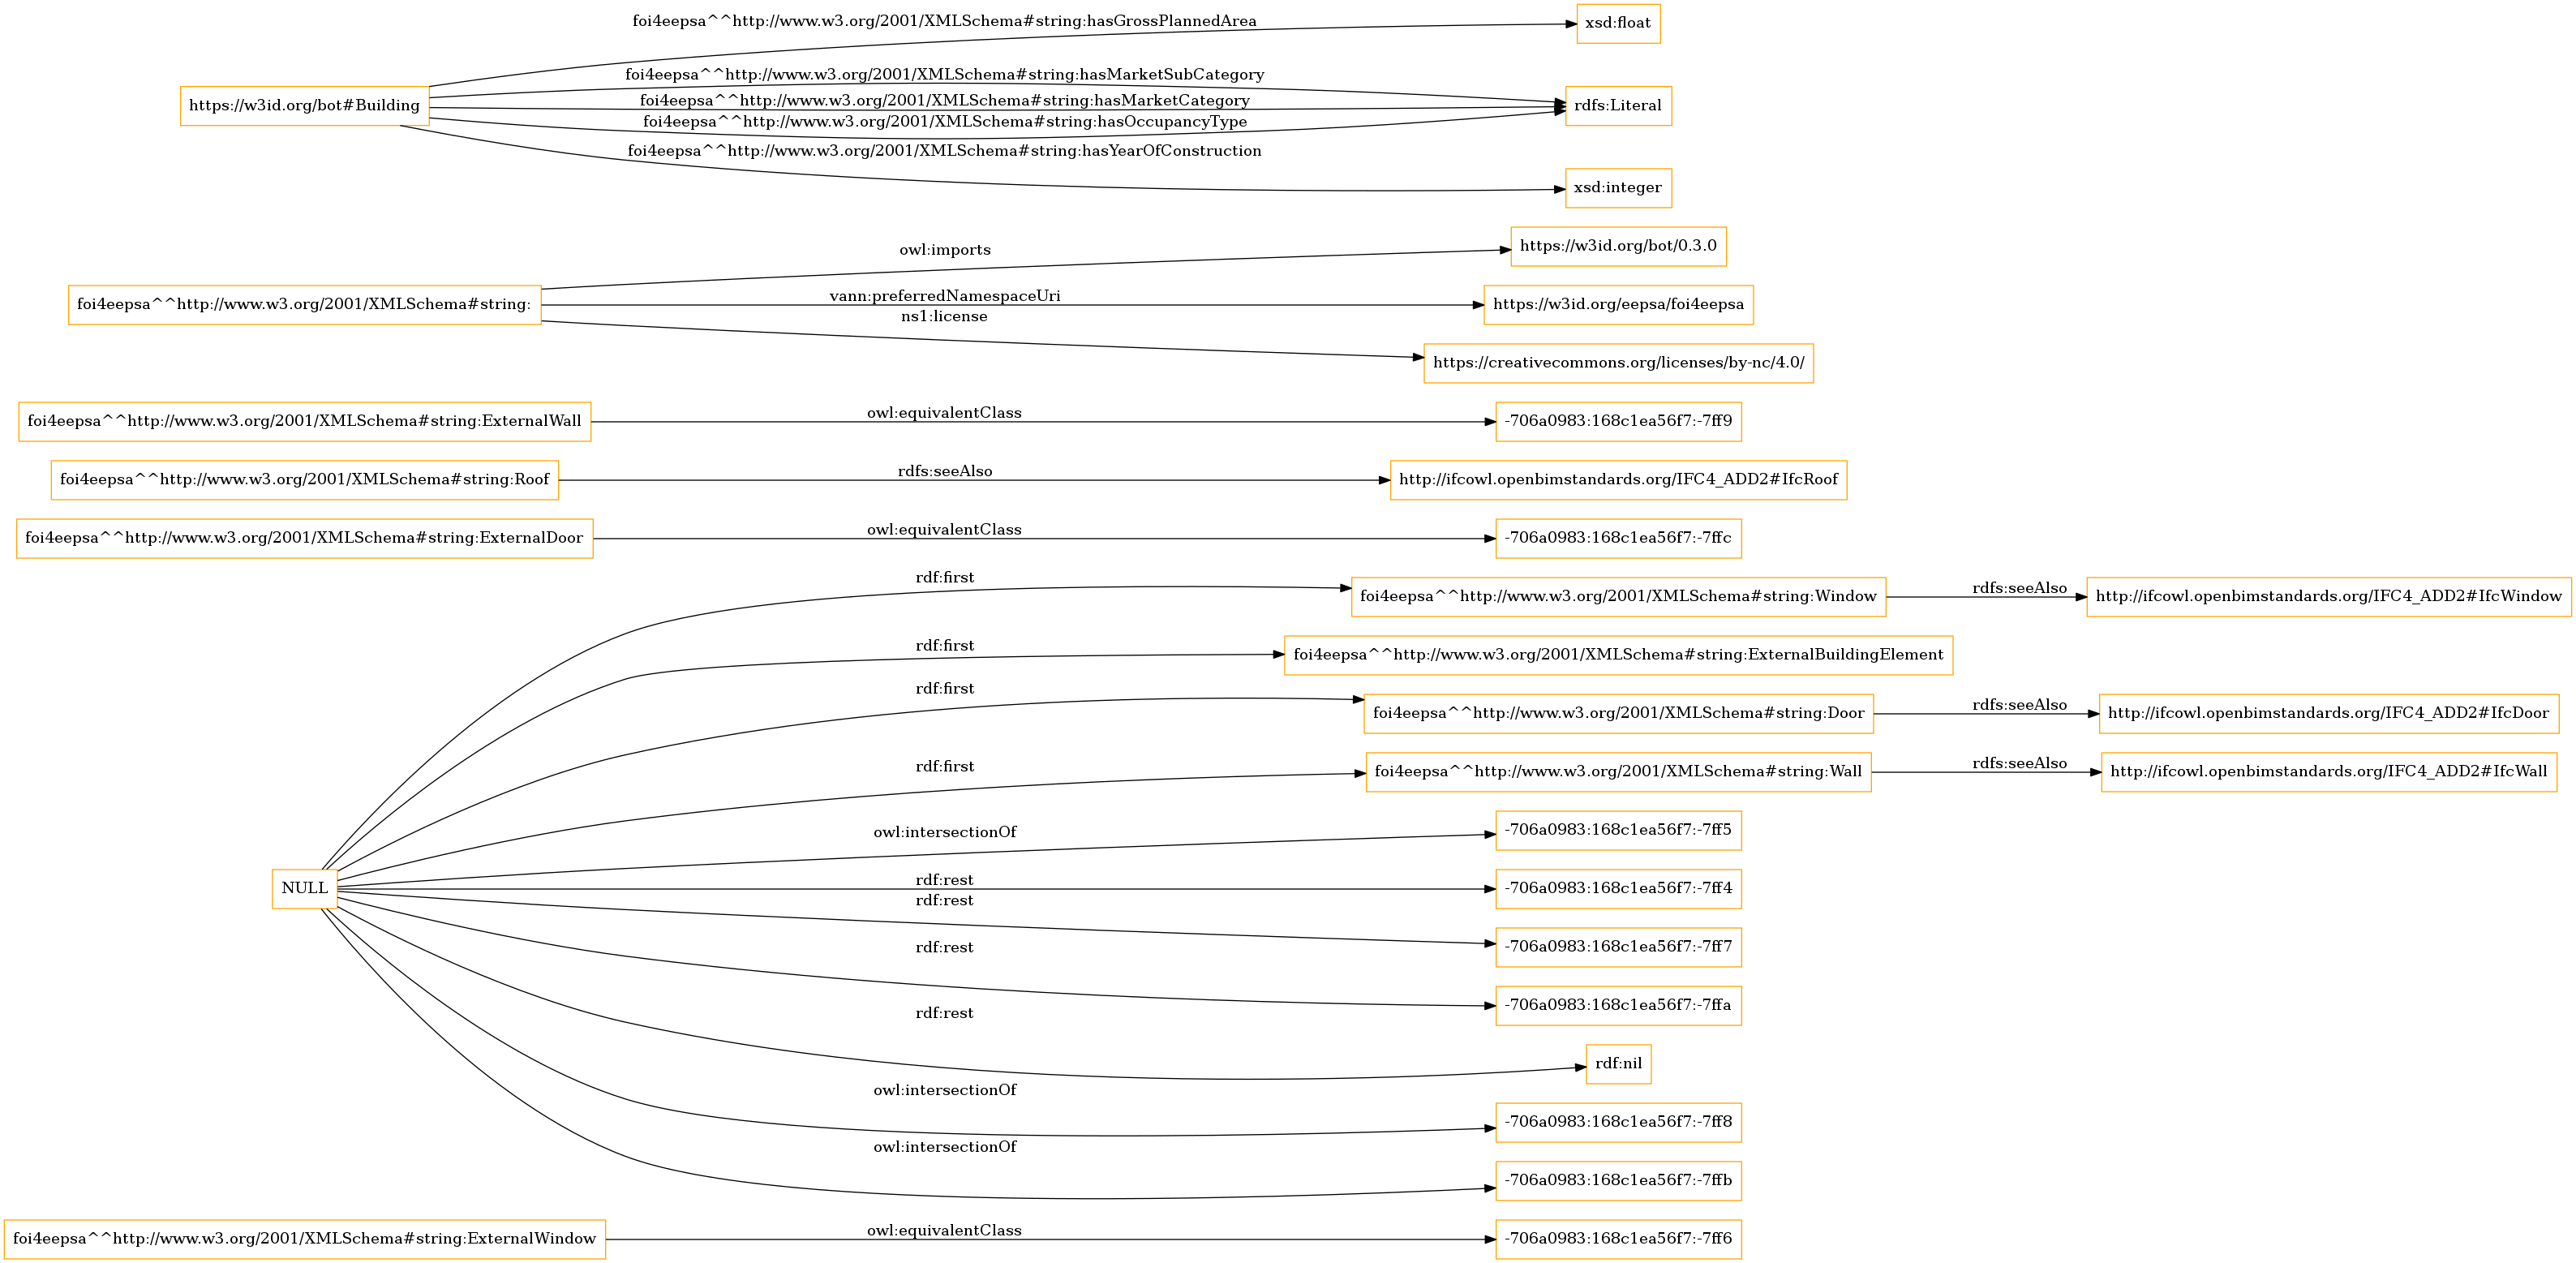 foi4eepsa^^http://www.w3.org/2001/XMLSchema#string:hasGrossPlannedArea
xsd:float
foi4eepsa^^http://www.w3.org/2001/XMLSchema#string:hasMarketSubCategory
https://w3id.org/bot#Building
foi4eepsa^^http://www.w3.org/2001/XMLSchema#string:hasMarketCategory
rdfs:Literal
foi4eepsa^^http://www.w3.org/2001/XMLSchema#string:hasOccupancyType
foi4eepsa^^http://www.w3.org/2001/XMLSchema#string:hasYearOfConstruction
xsd:integer
owl:imports
https://w3id.org/bot/0.3.0
foi4eepsa^^http://www.w3.org/2001/XMLSchema#string:
vann:preferredNamespaceUri
https://w3id.org/eepsa/foi4eepsa
ns1:license
https://creativecommons.org/licenses/by-nc/4.0/
foi4eepsa^^http://www.w3.org/2001/XMLSchema#string:ExternalWall
owl:equivalentClass
-706a0983:168c1ea56f7:-7ff9
foi4eepsa^^http://www.w3.org/2001/XMLSchema#string:Roof
rdfs:seeAlso
http://ifcowl.openbimstandards.org/IFC4_ADD2#IfcRoof
foi4eepsa^^http://www.w3.org/2001/XMLSchema#string:ExternalDoor
owl:equivalentClass
-706a0983:168c1ea56f7:-7ffc
rdf:first
foi4eepsa^^http://www.w3.org/2001/XMLSchema#string:Window
rdfs:seeAlso
http://ifcowl.openbimstandards.org/IFC4_ADD2#IfcWindow
rdf:first
foi4eepsa^^http://www.w3.org/2001/XMLSchema#string:ExternalBuildingElement
rdf:first
foi4eepsa^^http://www.w3.org/2001/XMLSchema#string:Door
rdfs:seeAlso
http://ifcowl.openbimstandards.org/IFC4_ADD2#IfcDoor
rdf:first
foi4eepsa^^http://www.w3.org/2001/XMLSchema#string:Wall
rdfs:seeAlso
http://ifcowl.openbimstandards.org/IFC4_ADD2#IfcWall
owl:intersectionOf
-706a0983:168c1ea56f7:-7ff5
NULL
rdf:rest
-706a0983:168c1ea56f7:-7ff4
rdf:rest
-706a0983:168c1ea56f7:-7ff7
rdf:rest
-706a0983:168c1ea56f7:-7ffa
rdf:rest
rdf:nil
owl:intersectionOf
-706a0983:168c1ea56f7:-7ff8
owl:intersectionOf
-706a0983:168c1ea56f7:-7ffb
foi4eepsa^^http://www.w3.org/2001/XMLSchema#string:ExternalWindow
owl:equivalentClass
-706a0983:168c1ea56f7:-7ff6